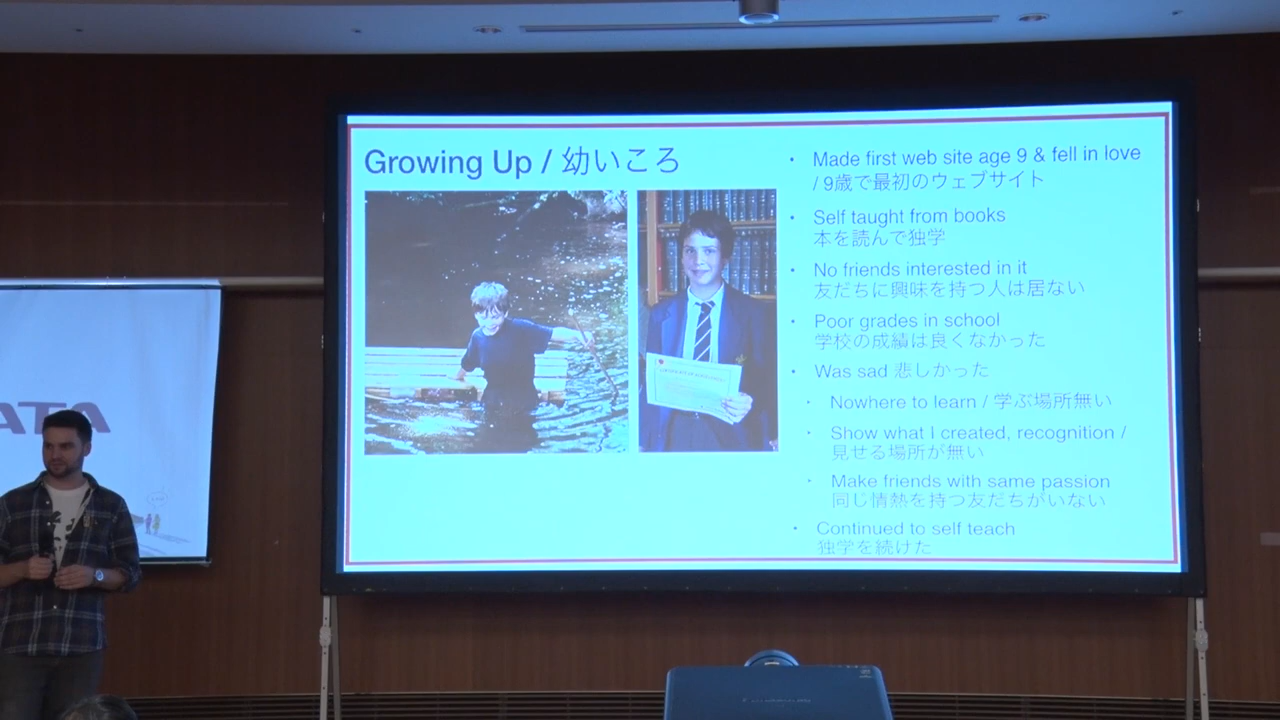 Growing Up / 幼いころ
• Made first web site age 9 & fell in love
/ 9歳で最初のウェブサイト
• Self taught from books
本を読んで独学
• No friends interested in it
友だちに興味を持つ人は居ない
• Poor grades in school
学校の成績は良くなかった
• Was sad 悲しかった
• Nowhere to learn / 学ぶ場所無い
• Show what I created, recognition /
見せる場所が無い
• Make friends with same passion
同じ情熱を持つ友だちがいない
• Continued to self teach
独学を続けた
ATA